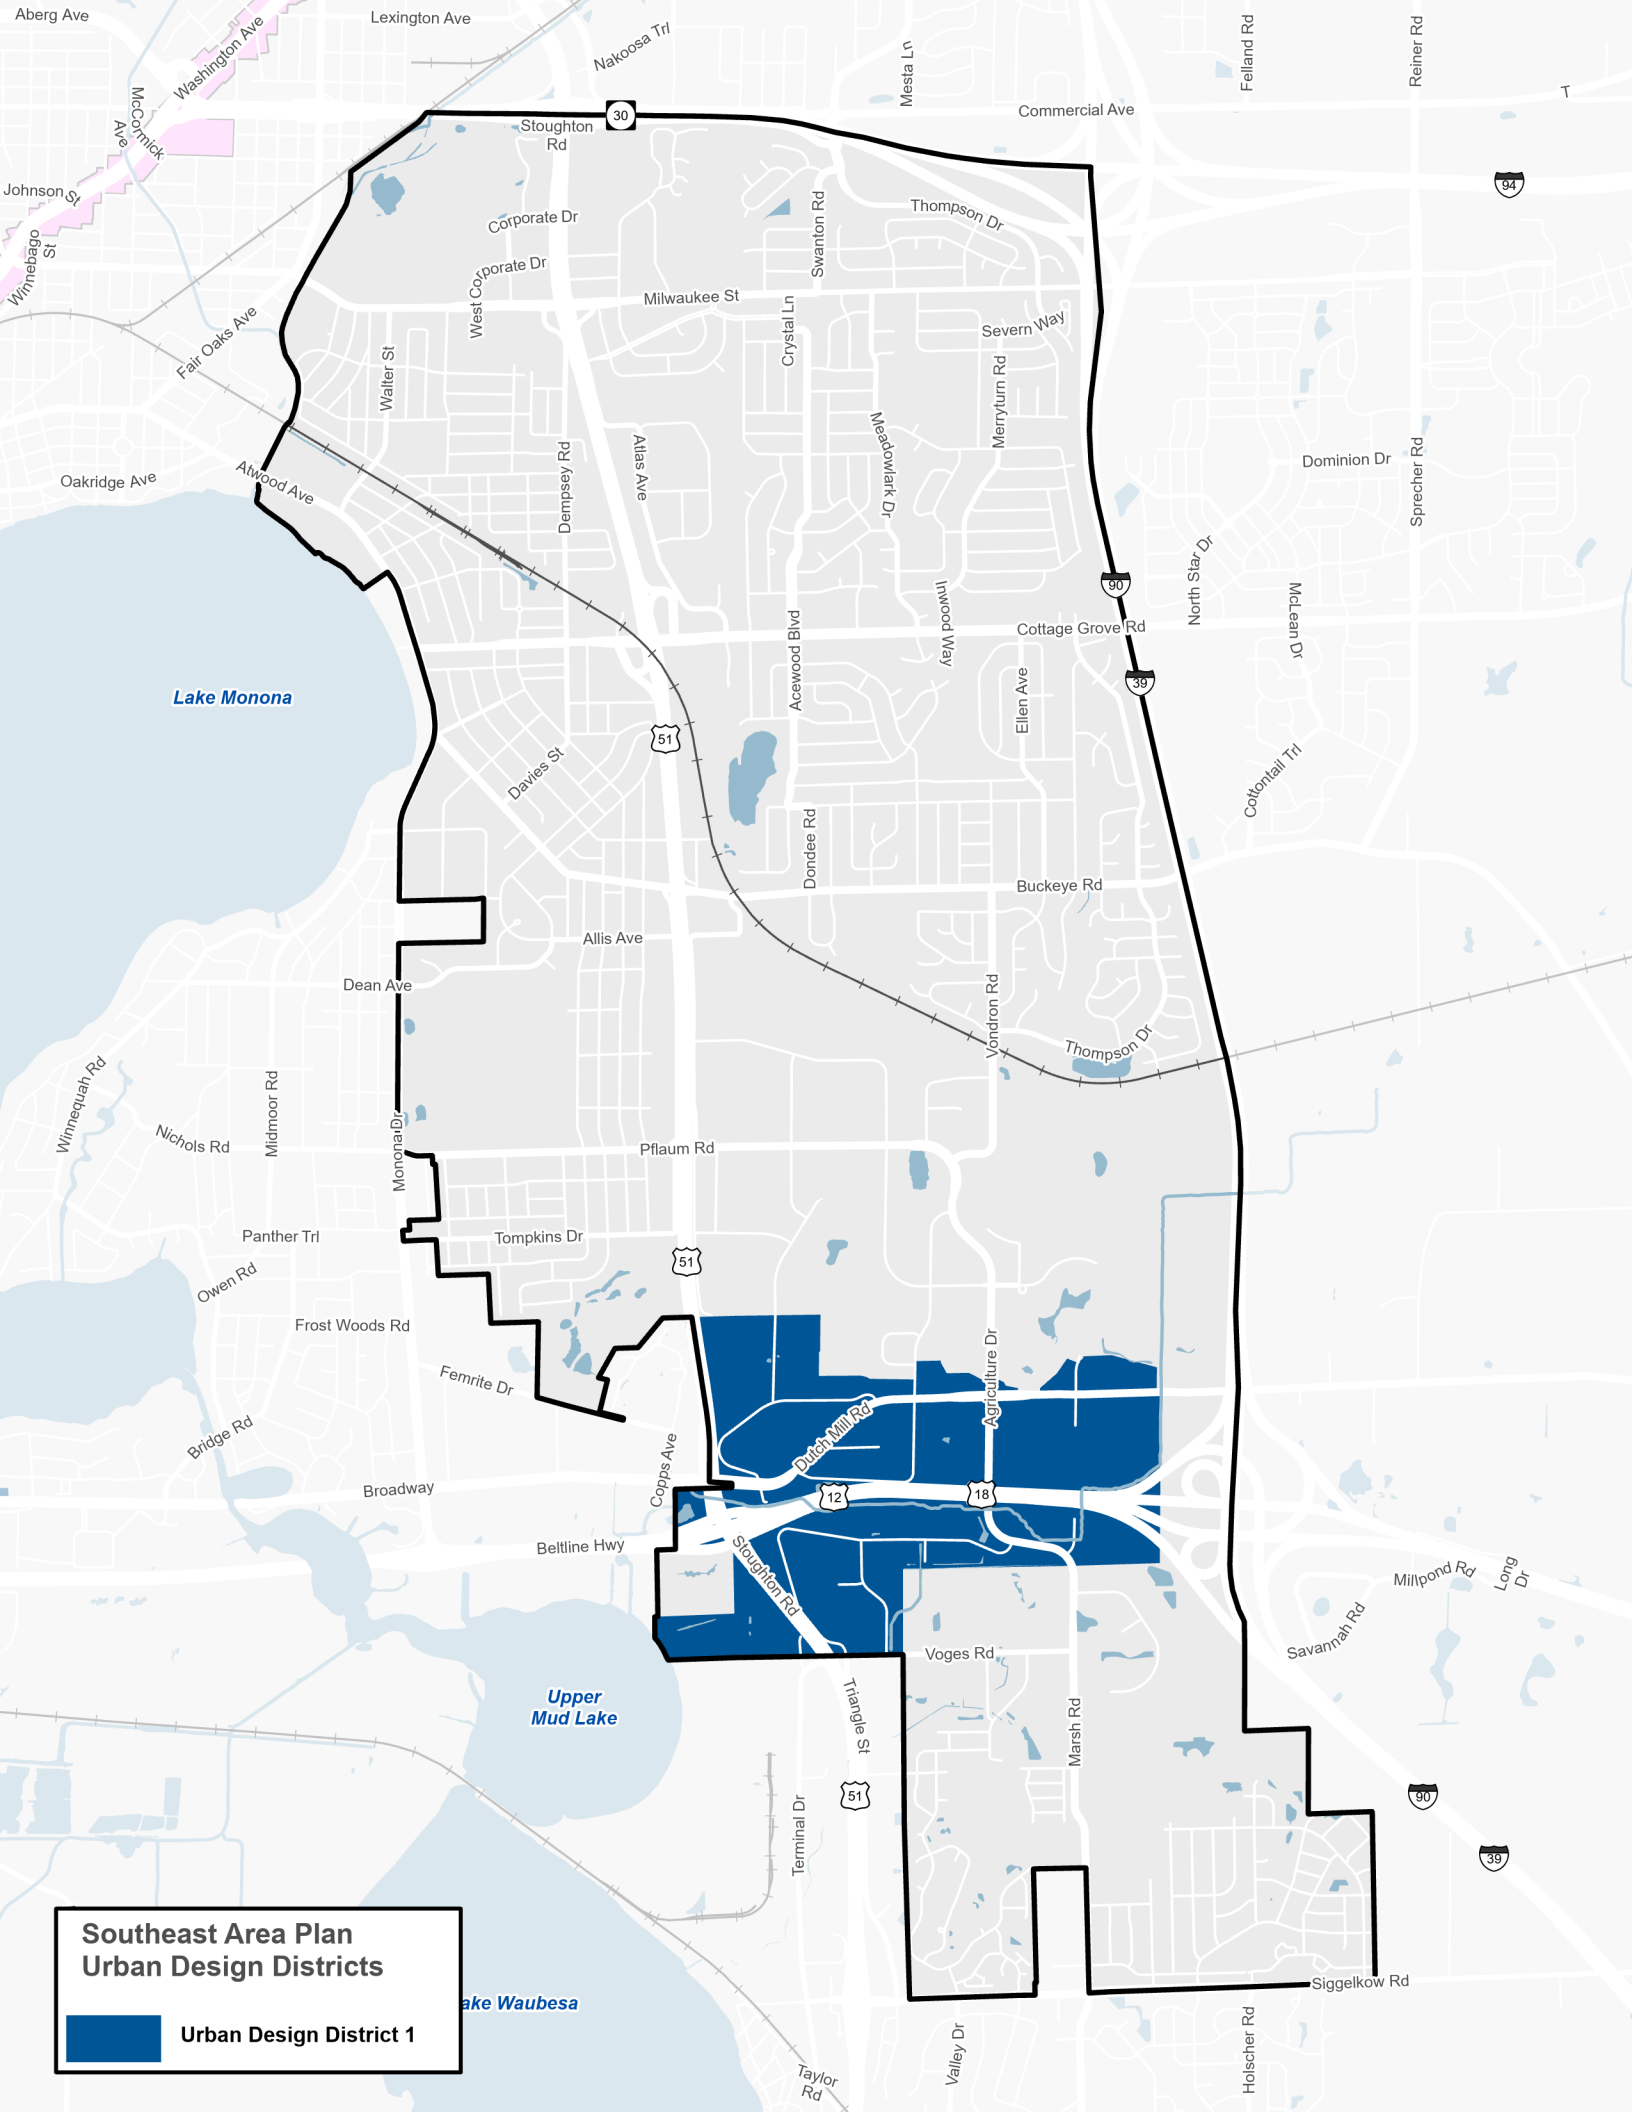 Aberg Ave
Lexington Ave
Washington Ave
Nakoosa Trl
Mesta Ln
Felland Rd
Reiner Rd
T
McCormick
Ave
30
Commercial Ave
Stoughton
Rd
94
Johnson St
Corporate Dr
Swanton Rd
Thompson Dr
Winnebago
St
West Corporate Dr
Milwaukee St
Crystal Ln
Severn Way
Fair Oaks Ave
Walter St
Merryturn Rd
Meadowlark Dr
Atlas Ave
Dempsey Rd
Dominion Dr
Sprecher Rd
Oakridge Ave
Atwood Ave
North Star Dr
90
McLean Dr
Inwood Way
Cottage Grove Rd
Acewood Blvd
Ellen Ave
39
Lake Monona
51
Davies St
Cottontail Trl
Dondee Rd
Buckeye Rd
Allis Ave
Dean Ave
Vondron Rd
Thompson Dr
Winnequah Rd
Midmoor Rd
Nichols Rd
Monona Dr
Pflaum Rd
Panther Trl
Tompkins Dr
51
Owen Rd
Frost Woods Rd
Agriculture Dr
Femrite Dr
Dutch Mill Rd
Bridge Rd
Copps Ave
Broadway
12
18
Beltline Hwy
Stoughton Rd
Millpond Rd
Long
Dr
Savannah Rd
Voges Rd
Upper
Mud Lake
Triangle St
Marsh Rd
51
90
Terminal Dr
39
Southeast Area Plan
Urban Design Districts
Siggelkow Rd
ake Waubesa
Urban Design District 1
Valley Dr
Holscher Rd
Taylor
Rd